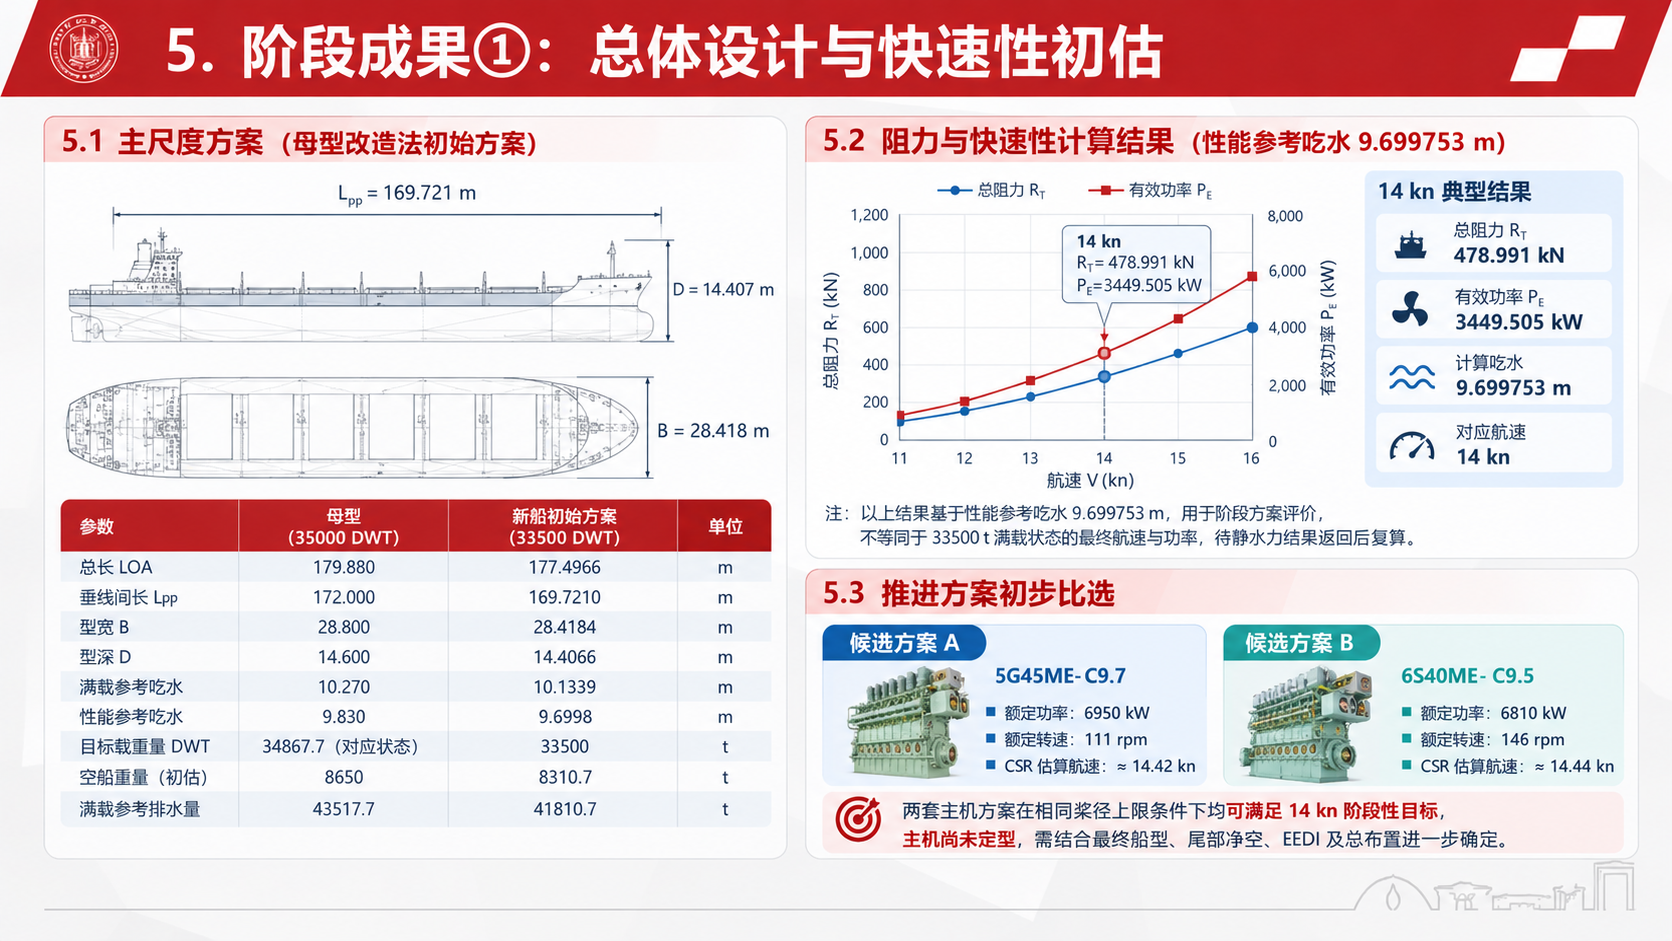 5. 阶段成果①：总体设计与快速性初估
5.1 主尺度方案（母型改造法初始方案）
Lpp = 169.721 m
D = 14.407 m
B = 28.418 m
参数 母型 （35000 DWT） 新船初始方案 （33500 DWT） 单位
总长 LOA 179.880 177.4966 m
垂线间长 Lpp 172.000 169.7210 m
型宽 B 28.800 28.4184 m
型深 D 14.600 14.4066 m
满载参考吃水 10.270 10.1339 m
性能参考吃水 9.830 9.6998 m
目标载重量 DWT 34867.7（对应状态） 33500 t
空船重量（初估） 8650 8310.7 t
满载参考排水量 43517.7 41810.7 t
5.2 阻力与快速性计算结果（性能参考吃水 9.699753 m）
总阻力 RT 有效功率 PE
总阻力 RT (kN)
1,200
1,000
800
600
400
200
0
14 kn
RT= 478.991 kN
PE=3449.505 kW
8,000
6,000
4,000
2,000
0
有效功率 PE (kW)
11 12 13 14 15 16
航速 V (kn)
14 kn 典型结果
总阻力 RT
478.991 kN
有效功率 PE
3449.505 kW
计算吃水
9.699753 m
对应航速
14 kn
注：以上结果基于性能参考吃水 9.699753 m，用于阶段方案评价，
不等同于 33500 t 满载状态的最终航速与功率，待静水力结果返回后复算。
5.3 推进方案初步比选
候选方案 A
5G45ME- C9.7
额定功率：6950 kW
额定转速：111 rpm
CSR 估算航速：≈ 14.42 kn
候选方案 B
6S40ME- C9.5
额定功率：6810 kW
额定转速：146 rpm
CSR 估算航速：≈ 14.44 kn
两套主机方案在相同桨径上限条件下均可满足 14 kn 阶段性目标，
主机尚未定型，需结合最终船型、尾部净空、EEDI 及总布置进一步确定。